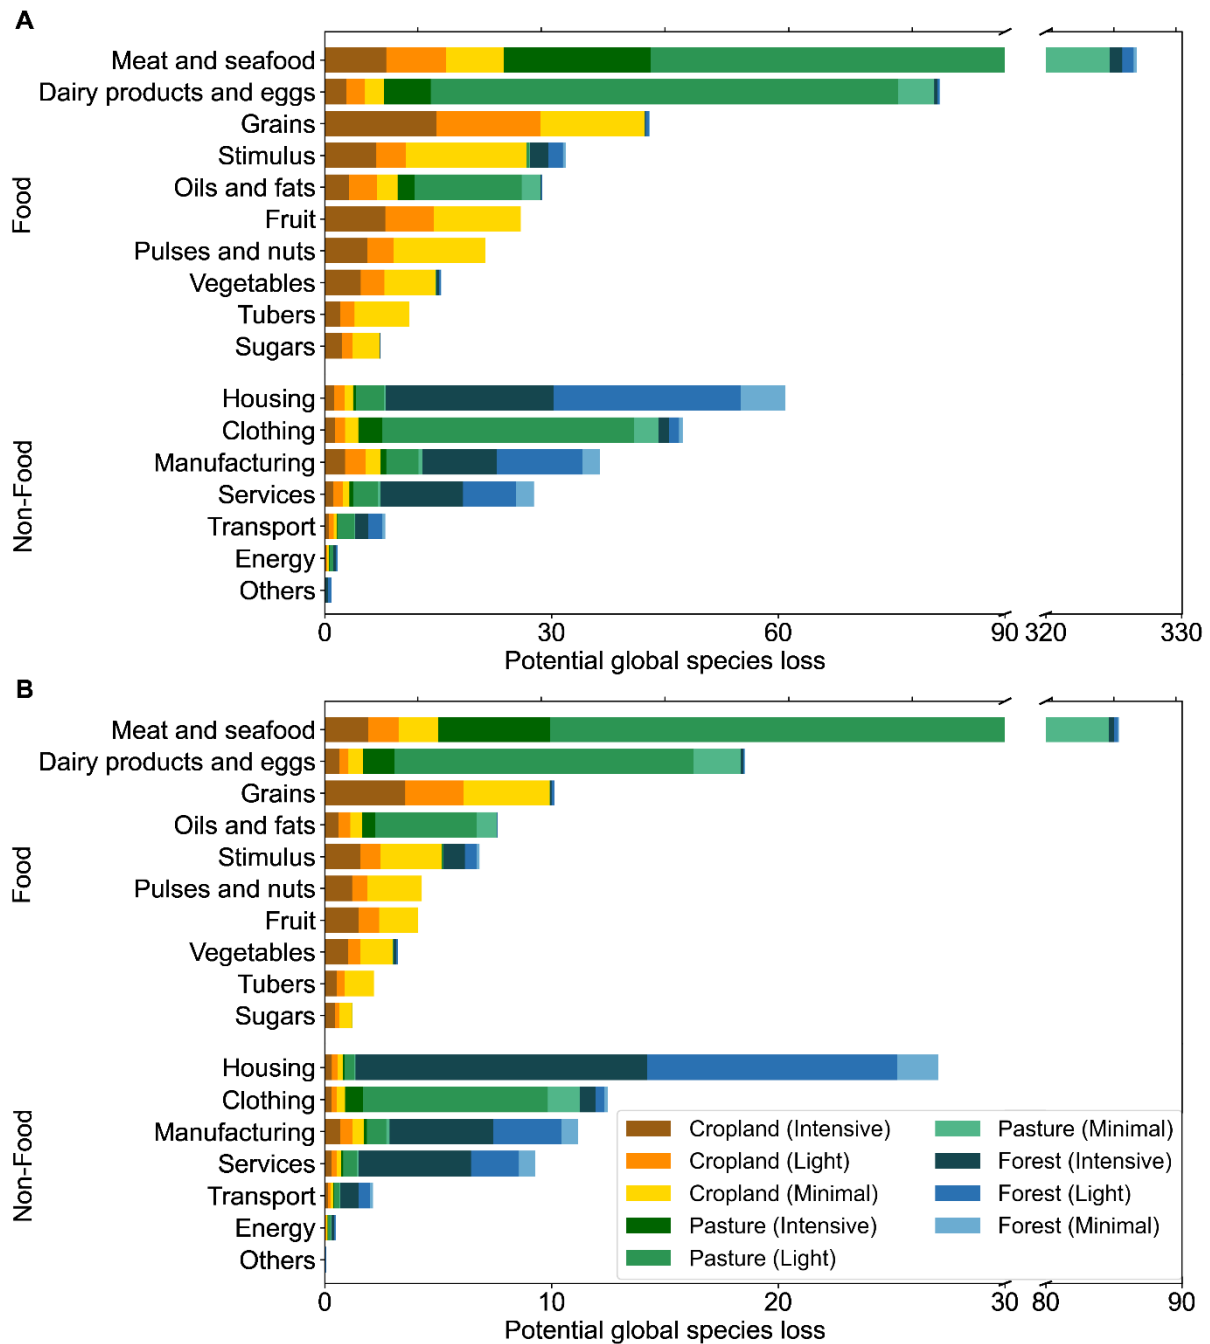 A
Meat and seafood
Dairy products and eggs
Grains
Stimulus
Oils and fats
Fruit
Pulses and nuts
Vegetables
Tubers
Sugars
Food
Housing
Clothing
Manufacturing
Services
Transport
Energy
Others
Non-Food
0 30 60 90 320 330
Potential global species loss
B
Meat and seafood
Dairy products and eggs
Grains
Oils and fats
Stimulus
Pulses and nuts
Fruit
Vegetables
Tubers
Sugars
Food
Housing
Clothing
Manufacturing
Services
Transport
Energy
Others
Non-Food
Cropland (Intensive)
Cropland (Light)
Cropland (Minimal)
Pasture (Intensive)
Pasture (Light)
Pasture (Minimal)
Forest (Intensive)
Forest (Light)
Forest (Minimal)
0 10 20 30 80 90
Potential global species loss